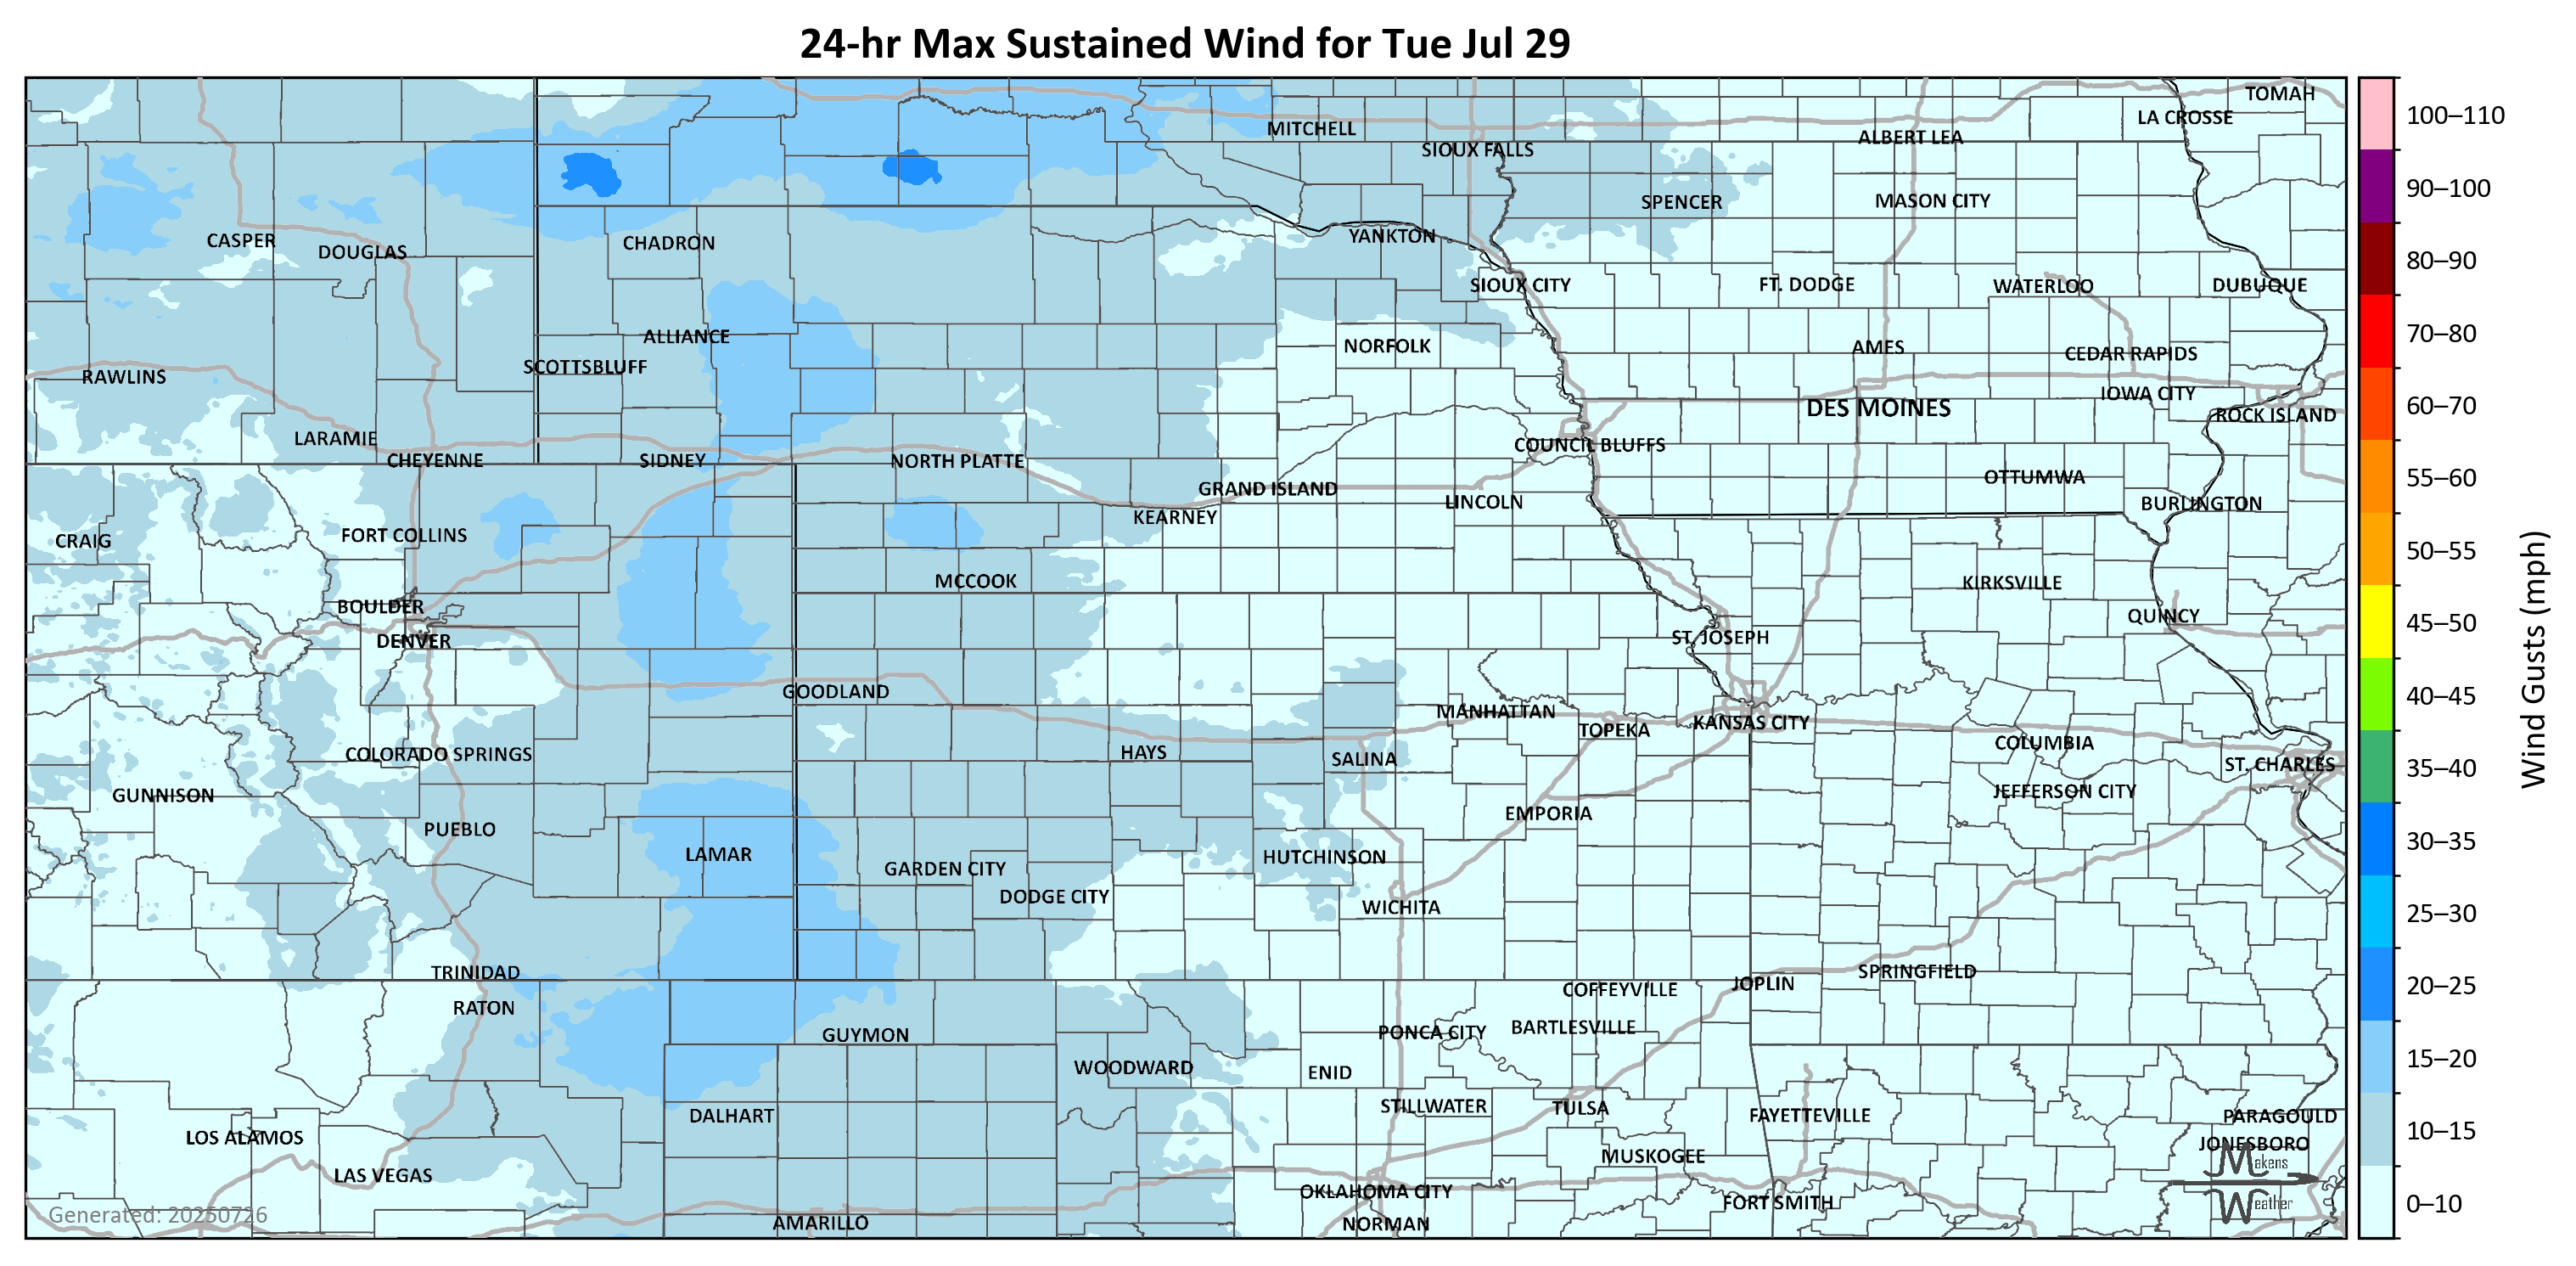 24-hr Max Sustained Wind for Tue Jul 29
TOMAH
LA CROSSE
MITCHELL
ALBERT LEA
SIOUX FALLS
SPENCER
MASON CITY
YANKTON
CASPER
CHADRON
DOUGLAS
SIOUX CITY
FT. DODGE
WATERLOO
DUBUQUE
ALLIANCE
NORFOLK
AMES
CEDAR RAPIDS
SCOTTSBLUFF
RAWLINS
IOWA CITY
DES MOINES
ROCK ISLAND
LARAMIE
COUNCIL BLUFFS
CHEYENNE
SIDNEY
NORTH PLATTE
OTTUMWA
GRAND ISLAND
LINCOLN
BURLINGTON
KEARNEY
FORT COLLINS
CRAIG
MCCOOK
KIRKSVILLE
BOULDER
QUINCY
DENVER
ST. JOSEPH
GOODLAND
MANHATTAN
KANSAS CITY
TOPEKA
COLUMBIA
HAYS
COLORADO SPRINGS
SALINA
ST. CHARLES
GUNNISON
JEFFERSON CITY
EMPORIA
PUEBLO
LAMAR
HUTCHINSON
GARDEN CITY
DODGE CITY
WICHITA
TRINIDAD
SPRINGFIELD
JOPLIN
COFFEYVILLE
RATON
BARTLESVILLE
PONCA CITY
GUYMON
WOODWARD
ENID
STILLWATER
TULSA
DALHART
FAYETTEVILLE
PARAGOULD
LOS ALAMOS
JONESBORO
MUSKOGEE
LAS VEGAS
OKLAHOMA CITY
FORT SMITH
AMARILLO
NORMAN
Generated: 20250726
Makens
Weather
100–110
90–100
80–90
70–80
60–70
55–60
50–55
45–50
40–45
35–40
30–35
25–30
20–25
15–20
10–15
0–10
Wind Gusts (mph)